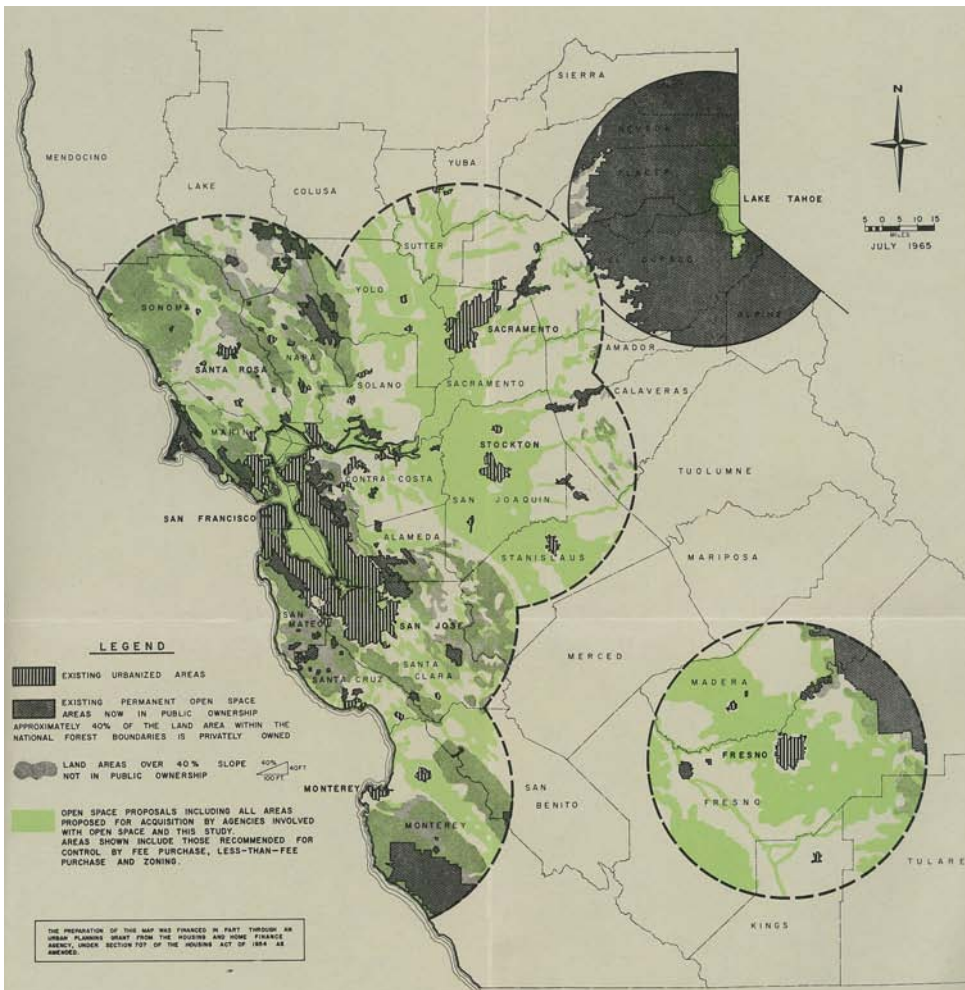 SIERRA
N
MENDOCINO
LAKE
COLUSA
YUBA
NEVADA
PLACER
LAKE TAHOE
5 0 5 10 15
MILES
JULY 1965
SUTTER
EL DORADO
SONOMA
YOLO
SACRAMENTO
ALPINE
SANTA ROSA
NAPA
SOLANO
SACRAMENTO
AMADOR
CALAVERAS
MARIN
STOCKTON
CONTRA COSTA
TUOLUMNE
SAN JOAQUIN
SAN FRANCISCO
ALAMEDA
STANISLAUS
MARIPOSA
SAN MATEO
SAN JOSE
MERCED
SANTA CLARA
SANTA CRUZ
MADERA
FRESNO
MONTEREY
SAN BENITO
FRESNO
MONTEREY
TULARE
KINGS
LEGEND
EXISTING URBANIZED AREAS
EXISTING PERMANENT OPEN SPACE
AREAS NOW IN PUBLIC OWNERSHIP
APPROXIMATELY 40% OF THE LAND AREA WITHIN THE
NATIONAL FOREST BOUNDARIES IS PRIVATELY OWNED
LAND AREAS OVER 40% SLOPE
NOT IN PUBLIC OWNERSHIP
40%
40FT.
100 FT.
OPEN SPACE PROPOSALS INCLUDING ALL AREAS
PROPOSED FOR ACQUISITION BY AGENCIES INVOLVED
WITH OPEN SPACE AND THIS STUDY.
AREAS SHOWN INCLUDE THOSE RECOMMENDED FOR
CONTROL BY FEE PURCHASE, LESS-THAN-FEE
PURCHASE AND ZONING.
THE PREPARATION OF THIS MAP WAS FINANCED IN PART THROUGH AN
URBAN PLANNING GRANT FROM THE HOUSING AND HOME FINANCE
AGENCY, UNDER SECTION 707 OF THE HOUSING ACT OF 1954 AS
AMENDED.